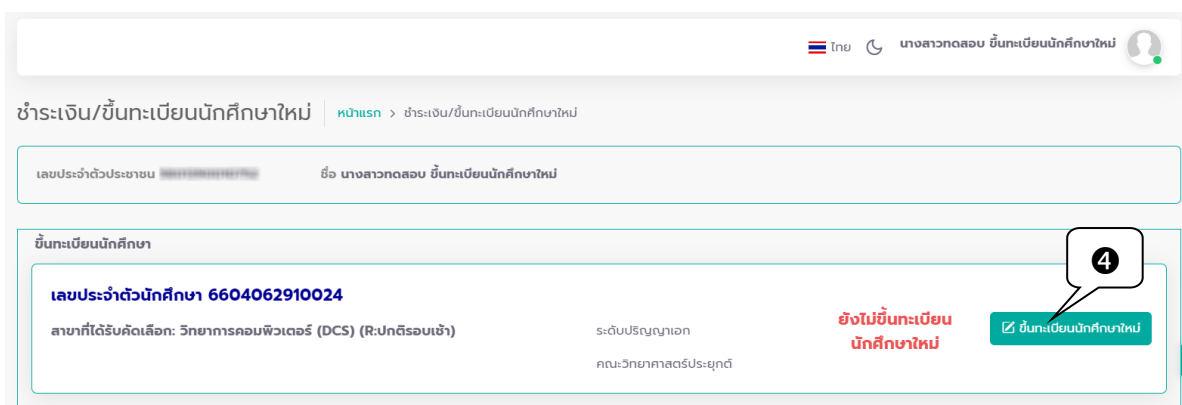 ไทย นางสาวทดสอบ ขึ้นทะเบียนนักศึกษาใหม่
ชำระเงิน/ขึ้นทะเบียนนักศึกษาใหม่ หน้าแรก > ชำระเงิน/ขึ้นทะเบียนนักศึกษาใหม่
เลขประจำตัวประชาชน ชื่อ นางสาวทดสอบ ขึ้นทะเบียนนักศึกษาใหม่
ขึ้นทะเบียนนักศึกษา
❹
เลขประจำตัวนักศึกษา 6604062910024
สาขาที่ได้รับคัดเลือก: วิทยาการคอมพิวเตอร์ (DCS) (R:ปกติรอบเช้า)
ระดับปริญญาเอก
คณะวิทยาศาสตร์ประยุกต์
ยังไม่ขึ้นทะเบียน
นักศึกษาใหม่
ขึ้นทะเบียนนักศึกษาใหม่